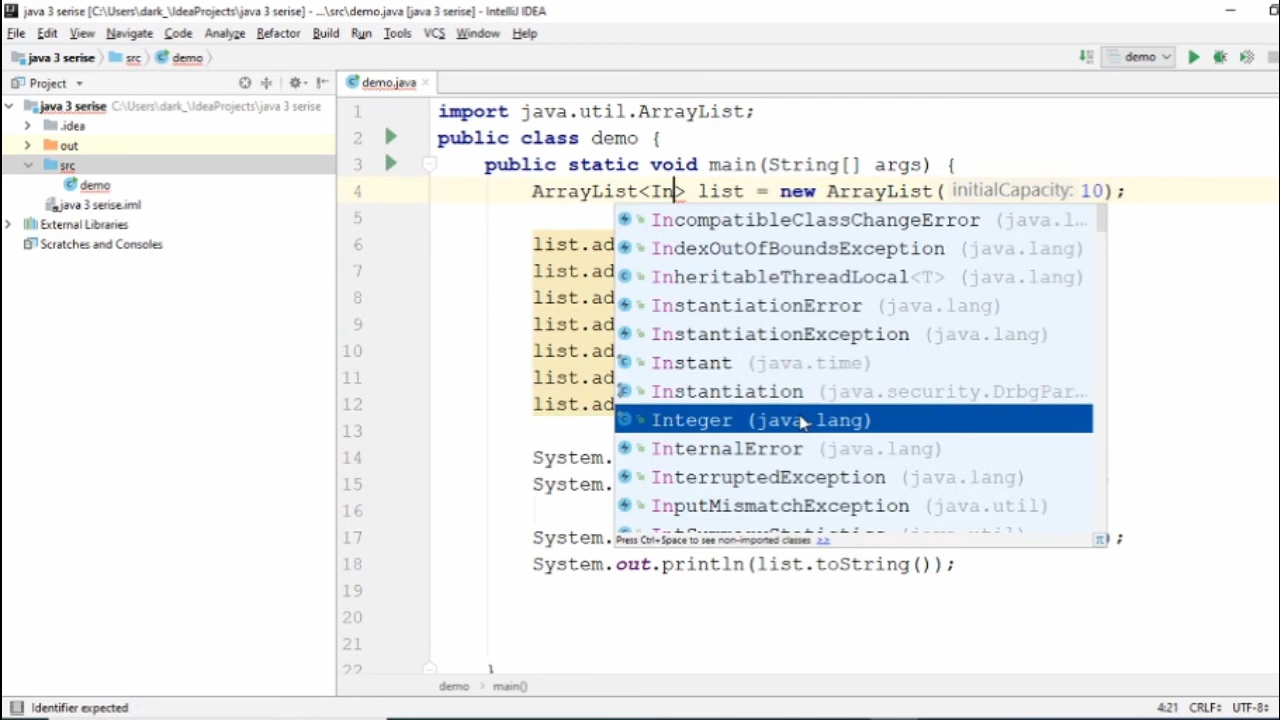 java 3 serise [C:\Users\dark_\IdeaProjects\java 3 serise] - ...\src\demo.java [java 3 serise] - IntelliJ IDEA
File Edit View Navigate Code Analyze Refactor Build Run Tools VCS Window Help
java 3 serise src demo
demo
Project
demo.java
java 3 serise C:\Users\dark_\IdeaProjects\java 3 serise
.idea
out
src
demo
java 3 serise.iml
External Libraries
Scratches and Consoles
1 import java.util.ArrayList;
2 public class demo {
3 public static void main(String[] args) {
4 ArrayList<In> list = new ArrayList( initialCapacity: 10);
5
6 list.ad
7 list.ad
8 list.ad
9 list.ad
10 list.ad
11 list.ad
12 list.ad
13
14 System.
15 System.
16
17 System. ;
18 System.out.println(list.toString());
19
20
21
22 }
IncompatibleClassChangeError (java.l...
IndexOutOfBoundsException (java.lang)
InheritableThreadLocal<T> (java.lang)
InstantiationError (java.lang)
InstantiationException (java.lang)
Instant (java.time)
Instantiation (java.security.DrbgPar...
Integer (java.lang)
InternalError (java.lang)
InterruptedException (java.lang)
InputMismatchException (java.util)
IntSummaryStatistics (java.util)
Press Ctrl+Space to see non-imported classes >>
π
demo main()
Identifier expected
4:21 CRLF UTF-8